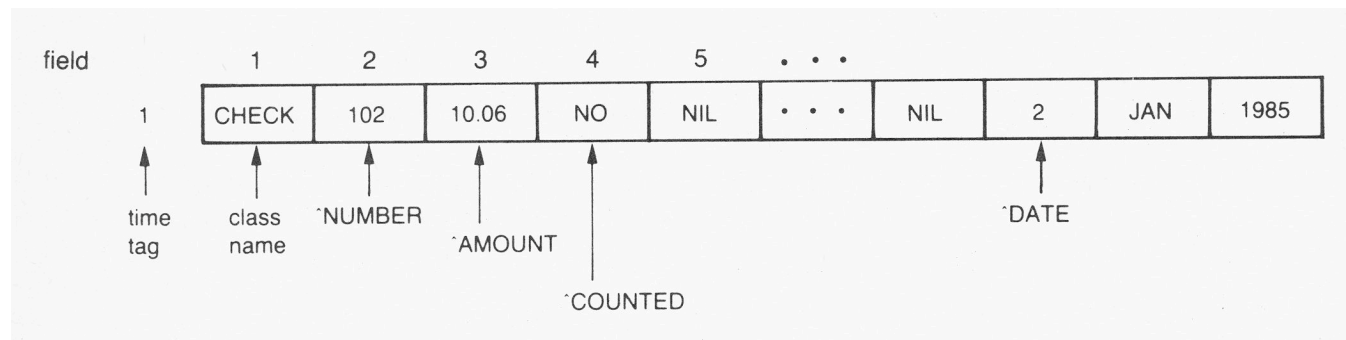 field 1 2 3 4 5 . . .
1 CHECK 102 10.06 NO NIL . . . NIL 2 JAN 1985
time class ^NUMBER ^DATE
tag name ^AMOUNT
^COUNTED